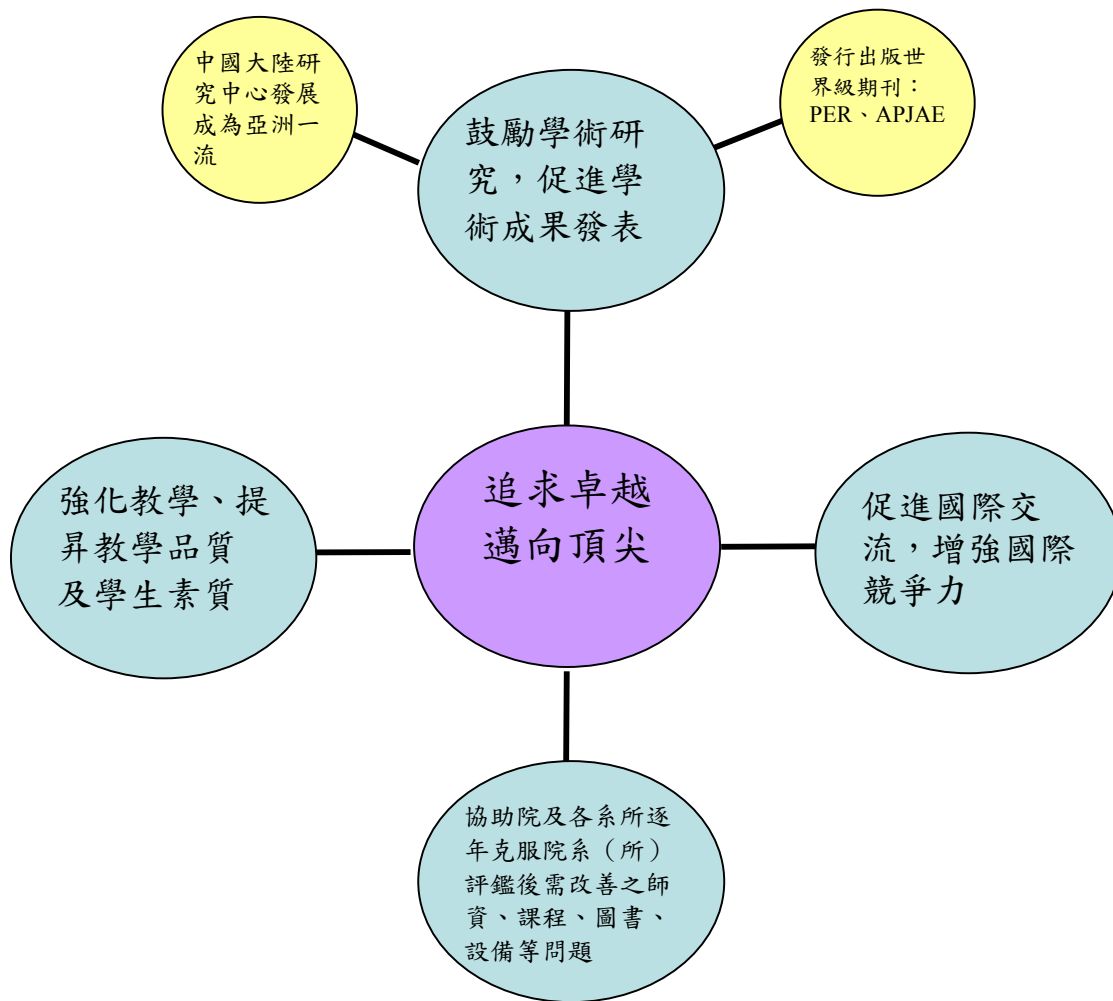 中國大陸研
究中心發展
成為亞洲一
流
發行出版世
界級期刊：
PER、APJAE
鼓勵學術研
究，促進學
術成果發表
強化教學、提
昇教學品質
及學生素質
追求卓越
邁向頂尖
促進國際交
流，增強國際
競爭力
協助院及各系所逐
年克服院系（所）
評鑑後需改善之師
資、課程、圖書、
設備等問題